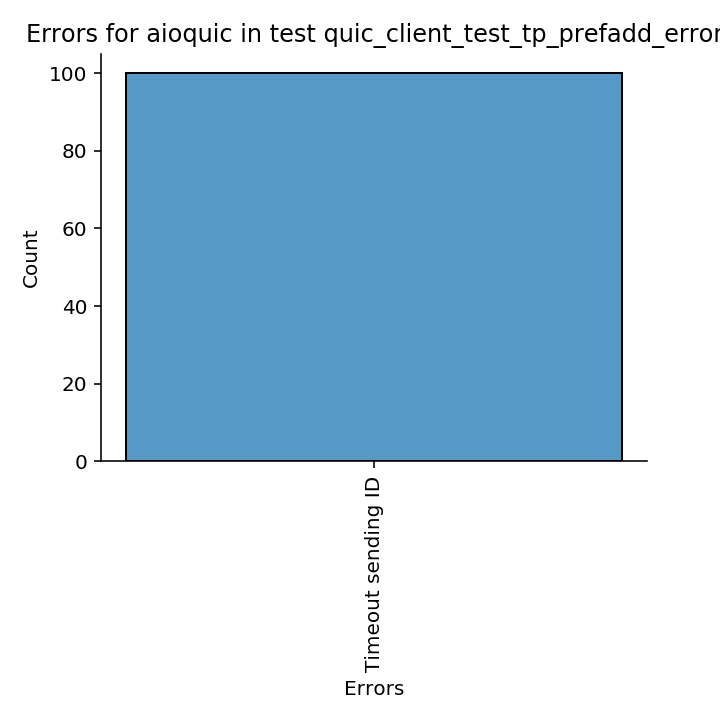 Errors for aioquic in test quic_client_test_tp_prefadd_error
100
80
60
40
20
0
Count
Timeout sending ID
Errors